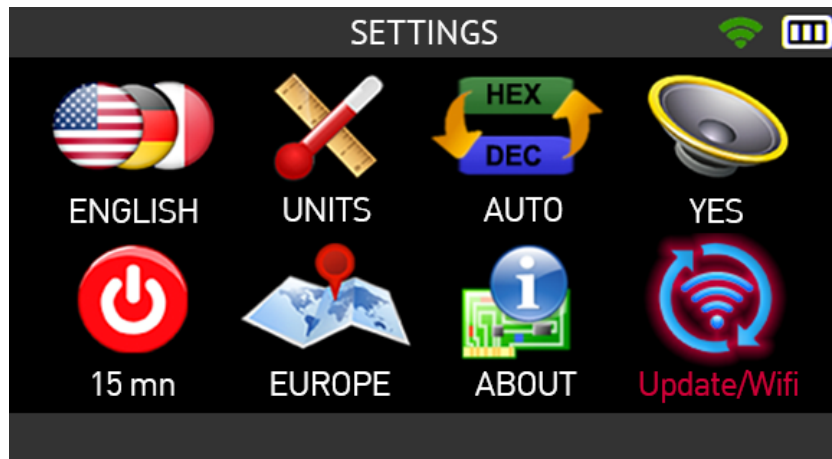 SETTINGS
HEX
DEC
ENGLISH UNITS AUTO YES
i
15 mn EUROPE ABOUT Update/Wifi